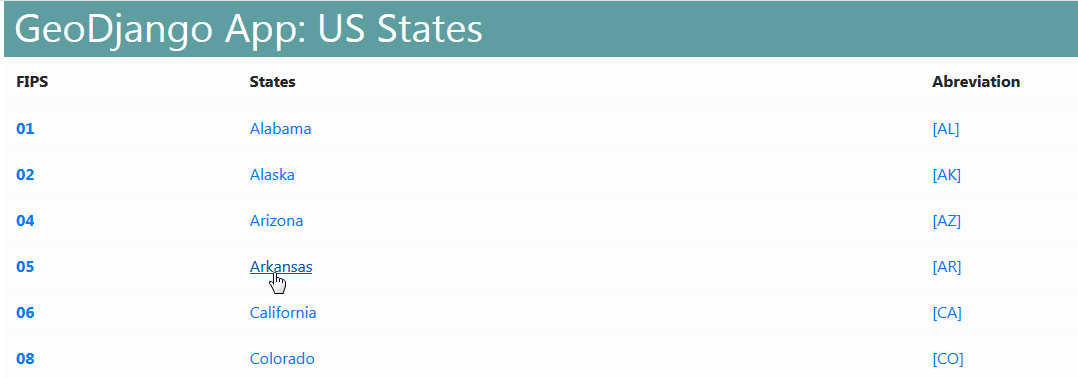 GeoDjango App: US States
FIPS States Abreviation
01 Alabama [AL]
02 Alaska [AK]
04 Arizona [AZ]
05 Arkansas [AR]
06 California [CA]
08 Colorado [CO]